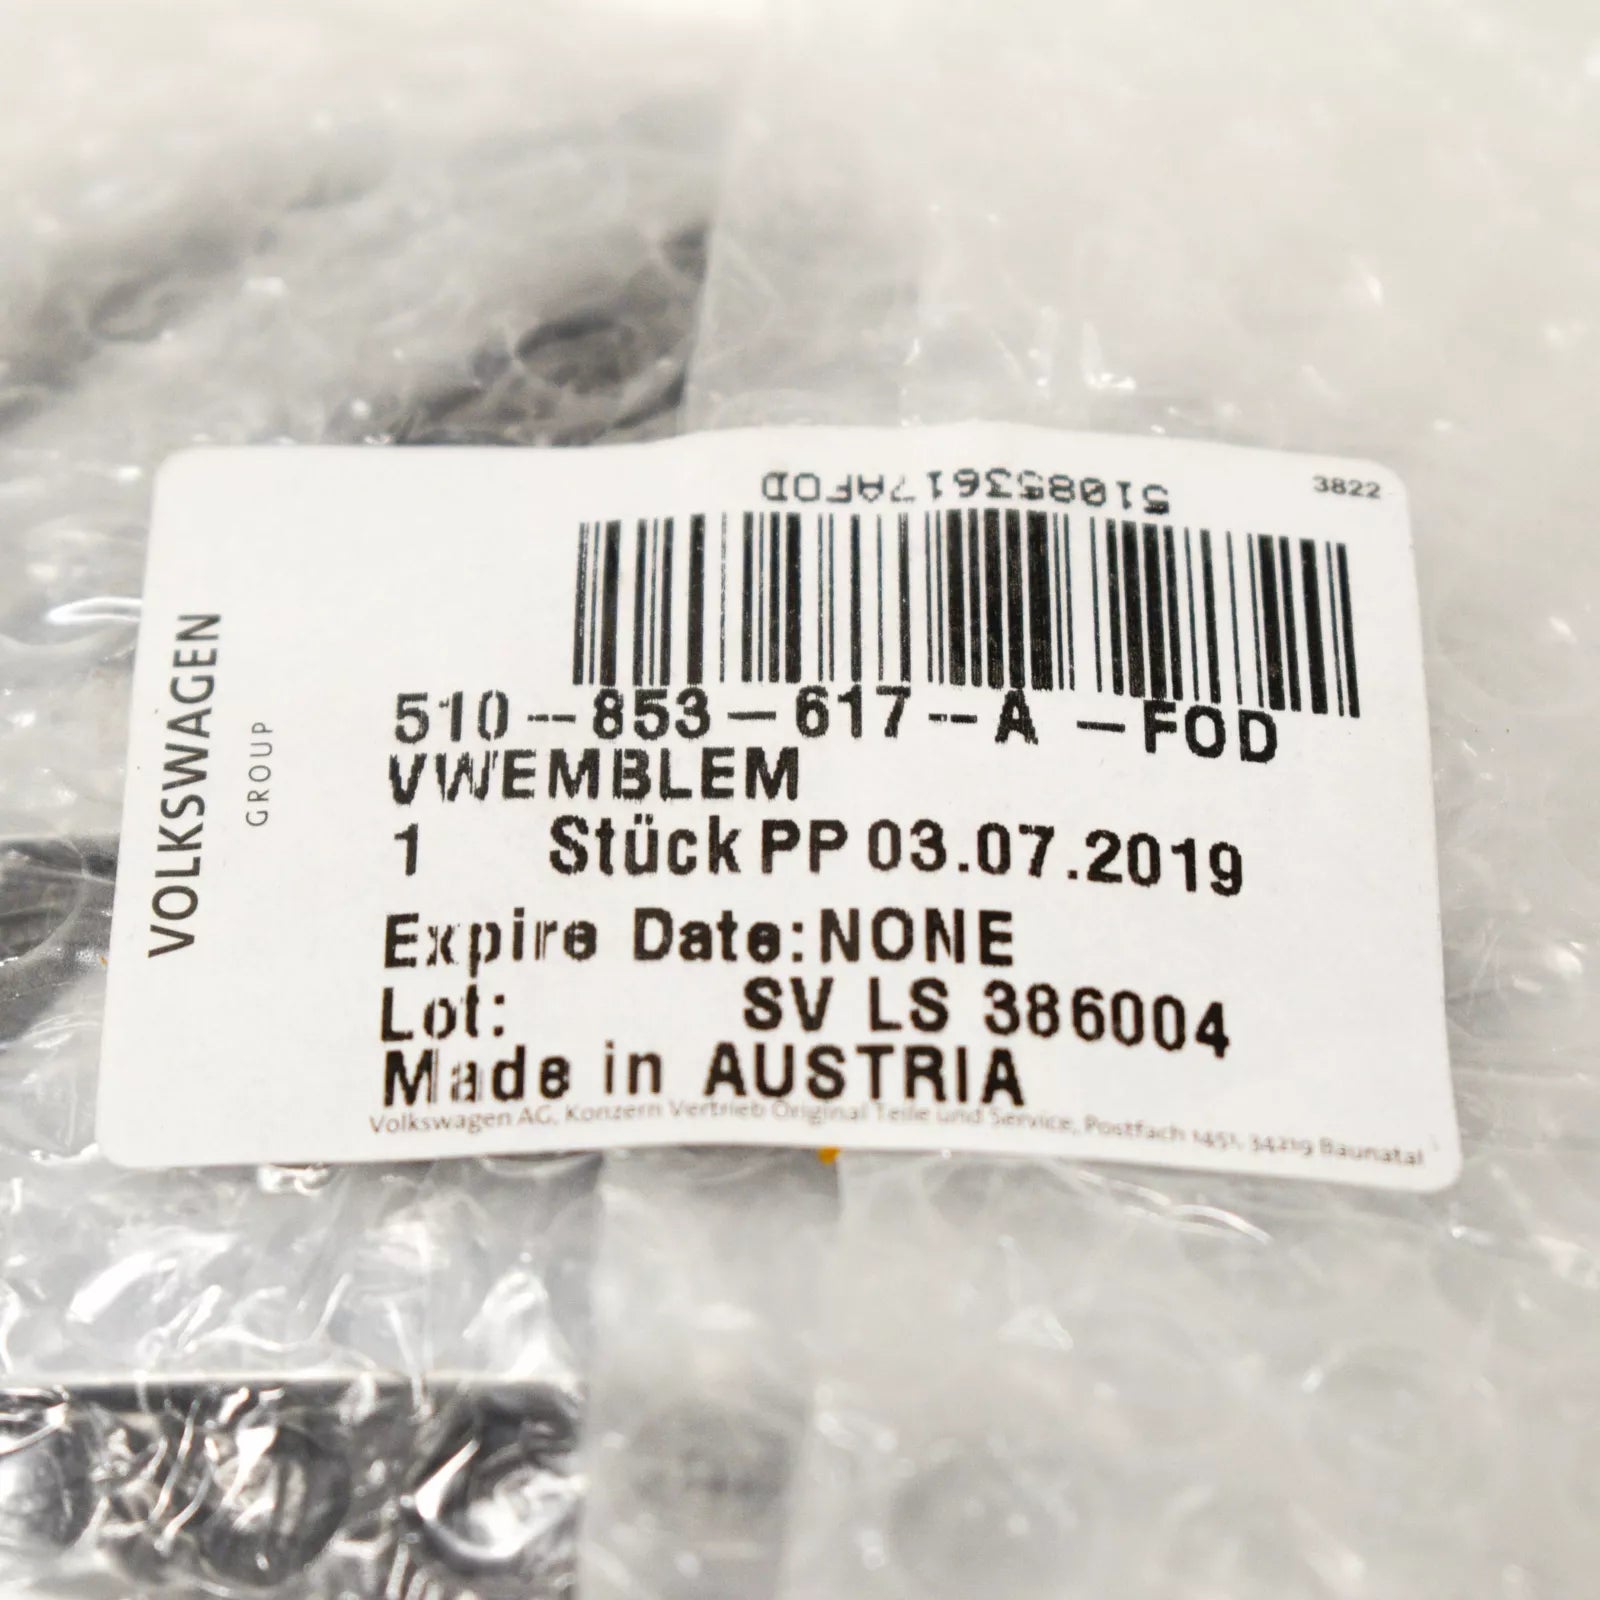 3822
510853617AFOD
VOLKSWAGEN
GROUP
510-853-617-A -FOD
VWEMBLEM
1 Stück PP 03.07.2019
Expire Date:NONE
Lot: SV LS 386004
Made in AUSTRIA
Volkswagen AG, Konzern Vertrieb Original Teile und Service, Postfach 1451, 34219 Baunatal